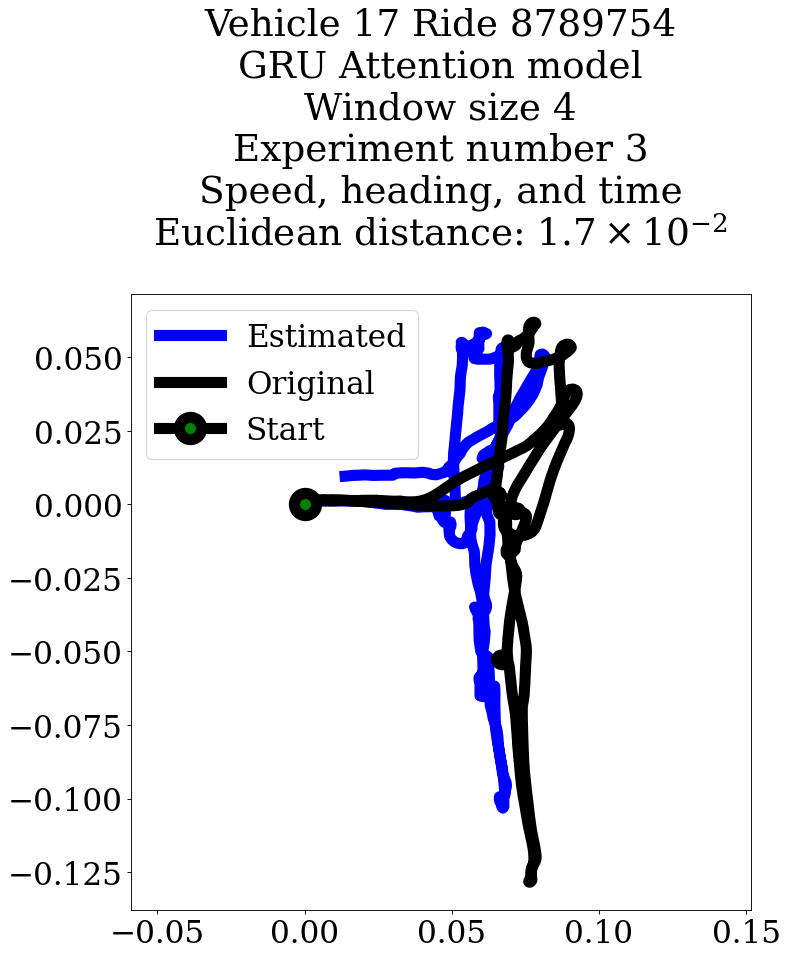 Vehicle 17 Ride 8789754
GRU Attention model
Window size 4
Experiment number 3
Speed, heading, and time
Euclidean distance: 1.7 × 10⁻²
Estimated
Original
Start
0.050
0.025
0.000
−0.025
−0.050
−0.075
−0.100
−0.125
−0.05 0.00 0.05 0.10 0.15